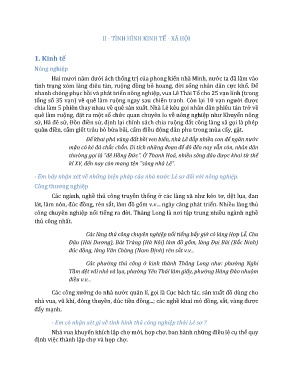 II - TÌNH HÌNH KINH TẾ - XÃ HỘI
1. Kinh tế
Nông nghiệp
Hai mươi năm dưới ách thống trị của phong kiến nhà Minh, nước ta đã lâm vào
tình trạng xóm làng điêu tàn, ruộng đồng bỏ hoang, đời sống nhân dân cực khổ. Để
nhanh chóng phục hồi và phát triển nông nghiệp, vua Lê Thái Tổ cho 25 vạn lính (trong
tổng số 35 vạn) về quê làm ruộng ngay sau chiến tranh. Còn lại 10 vạn người được
chia làm 5 phiên thay nhau về quê sản xuất. Nhà Lê kêu gọi nhân dân phiêu tán trở về
quê làm ruộng, đặt ra một số chức quan chuyên lo về nông nghiệp như Khuyến nông
sứ, Hà đê sứ, Đồn điền sứ, định lại chính sách chia ruộng đất công làng xã gọi là phép
quân điền, cấm giết trâu bò bừa bãi, cấm điều động dân phu trong mùa cấy, gặt.
Để khai phá vùng đất bồi ven biển, nhà Lê đắp nhiều con đê ngăn nước
mặn có kè đá chắc chắn. Di tích những đoạn đê đó đến nay vẫn còn, nhân dân
thường gọi là "đê Hồng Đức". Ở Thanh Hoá, nhiều sông đào được khai từ thế
kỉ XV, đến nay còn mang tên "sông nhà Lê".
- Em hãy nhận xét về những biện pháp của nhà nước Lê sơ đối với nông nghiệp.
Công thương nghiệp
Các ngành, nghề thủ công truyền thống ở các làng xã như kéo tơ, dệt lụa, đan
lát, làm nón, đúc đồng, rèn sắt, làm đồ gốm v.v... ngày càng phát triển. Nhiều làng thủ
công chuyên nghiệp nổi tiếng ra đời. Thăng Long là nơi tập trung nhiều ngành nghề
thủ công nhất.
Các làng thủ công chuyên nghiệp nổi tiếng bấy giờ có làng Hợp Lễ, Chu
Đậu (Hải Dương), Bát Tràng (Hà Nội) làm đồ gốm, làng Đại Bái (Bắc Ninh)
đúc đồng, làng Vân Chàng (Nam Định) rèn sắt v.v...
Các phường thủ công ở kinh thành Thăng Long như: phường Nghi
Tàm dệt vải nhỏ và lụa, phường Yên Thái làm giấy, phường Hàng Đào nhuộm
điều v.v...
Các công xưởng do nhà nước quản lí, gọi là Cục bách tác, sản xuất đồ dùng cho
nhà vua, vũ khí, đóng thuyền, đúc tiền đồng...; các nghề khai mỏ đồng, sắt, vàng được
đẩy mạnh.
- Em có nhận xét gì về tình hình thủ công nghiệp thời Lê sơ ?
Nhà vua khuyến khích lập chợ mới, họp chợ, ban hành những điều lệ cụ thể quy
định việc thành lập chợ và họp chợ.